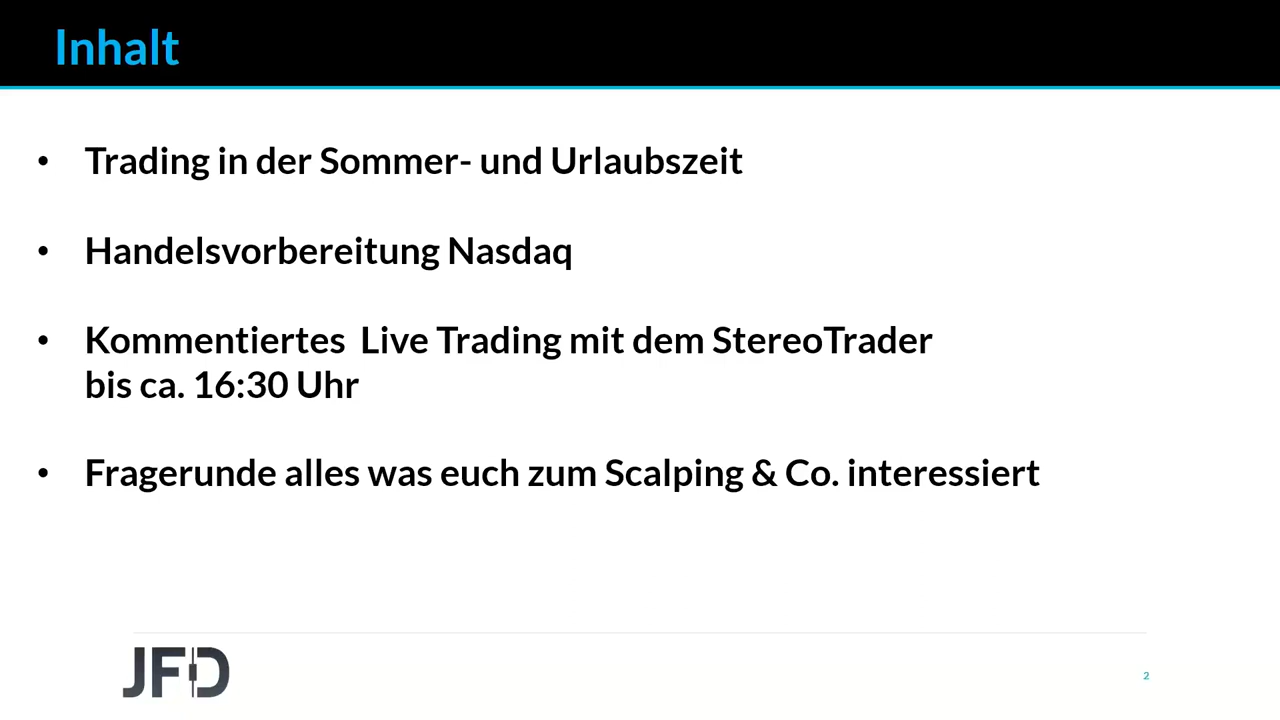 Inhalt
• Trading in der Sommer- und Urlaubszeit
• Handelsvorbereitung Nasdaq
• Kommentiertes  Live Trading mit dem StereoTrader
bis ca. 16:30 Uhr
• Fragerunde alles was euch zum Scalping & Co. interessiert
JFD
2